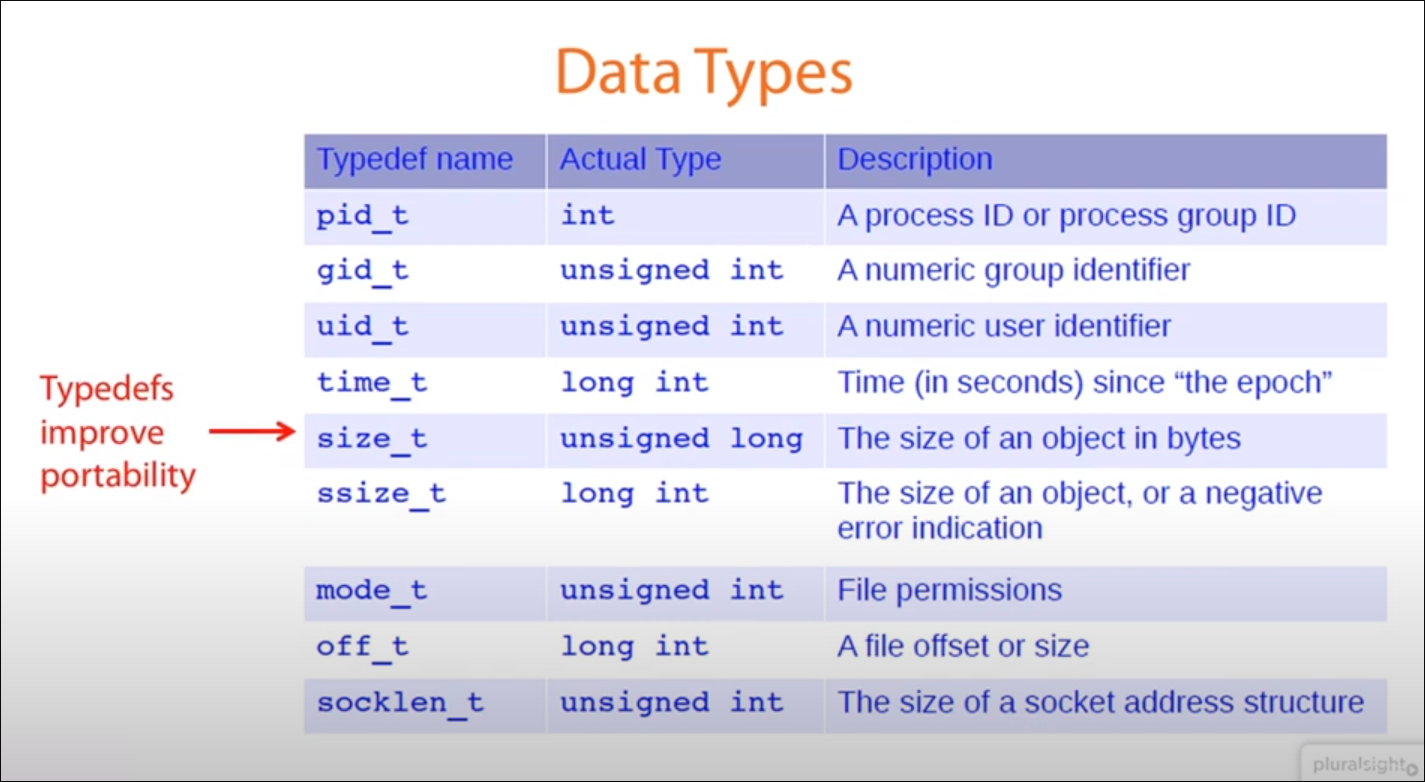 Data Types
Typedef name Actual Type Description
pid_t int A process ID or process group ID
gid_t unsigned int A numeric group identifier
uid_t unsigned int A numeric user identifier
time_t long int Time (in seconds) since “the epoch”
size_t unsigned long The size of an object in bytes
ssize_t long int The size of an object, or a negative
error indication
mode_t unsigned int File permissions
off_t long int A file offset or size
socklen_t unsigned int The size of a socket address structure
Typedefs
improve
portability
pluralsight